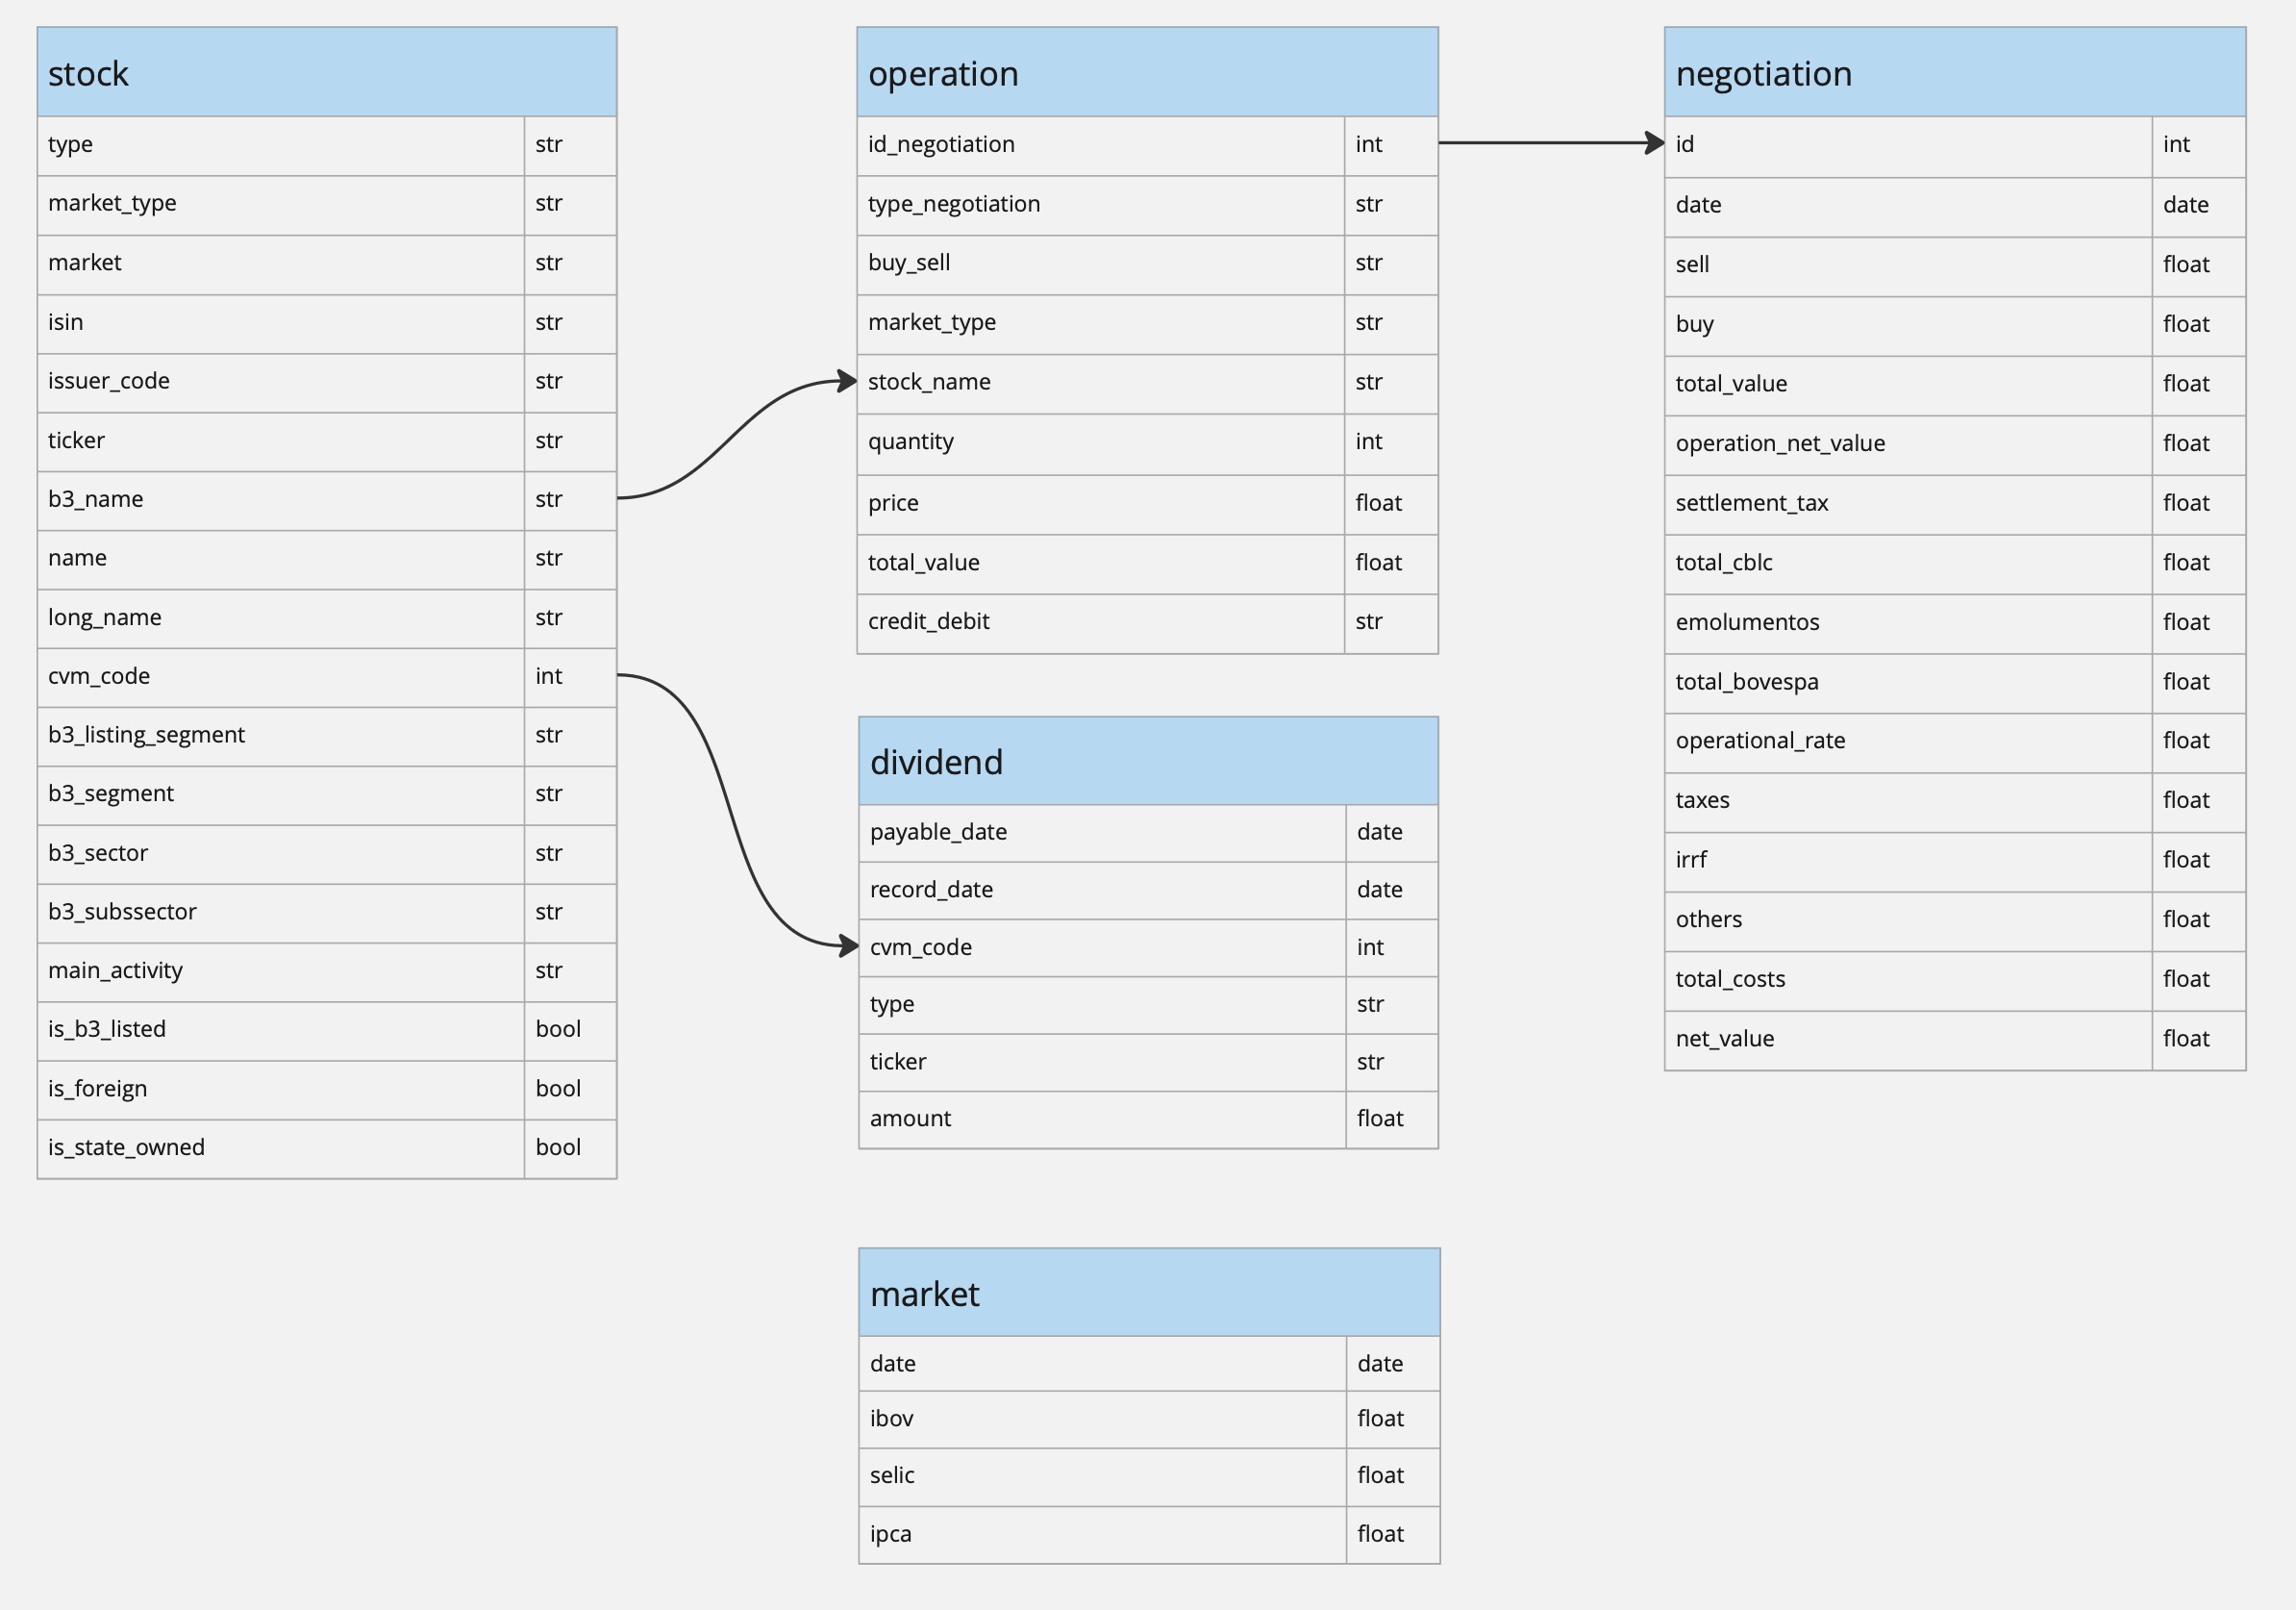 stock
type str
market_type str
market str
isin str
issuer_code str
ticker str
b3_name str
name str
long_name str
cvm_code int
b3_listing_segment str
b3_segment str
b3_sector str
b3_subssector str
main_activity str
is_b3_listed bool
is_foreign bool
is_state_owned bool
operation
id_negotiation int
type_negotiation str
buy_sell str
market_type str
stock_name str
quantity int
price float
total_value float
credit_debit str
dividend
payable_date date
record_date date
cvm_code int
type str
ticker str
amount float
market
date date
ibov float
selic float
ipca float
negotiation
id int
date date
sell float
buy float
total_value float
operation_net_value float
settlement_tax float
total_cblc float
emolumentos float
total_bovespa float
operational_rate float
taxes float
irrf float
others float
total_costs float
net_value float